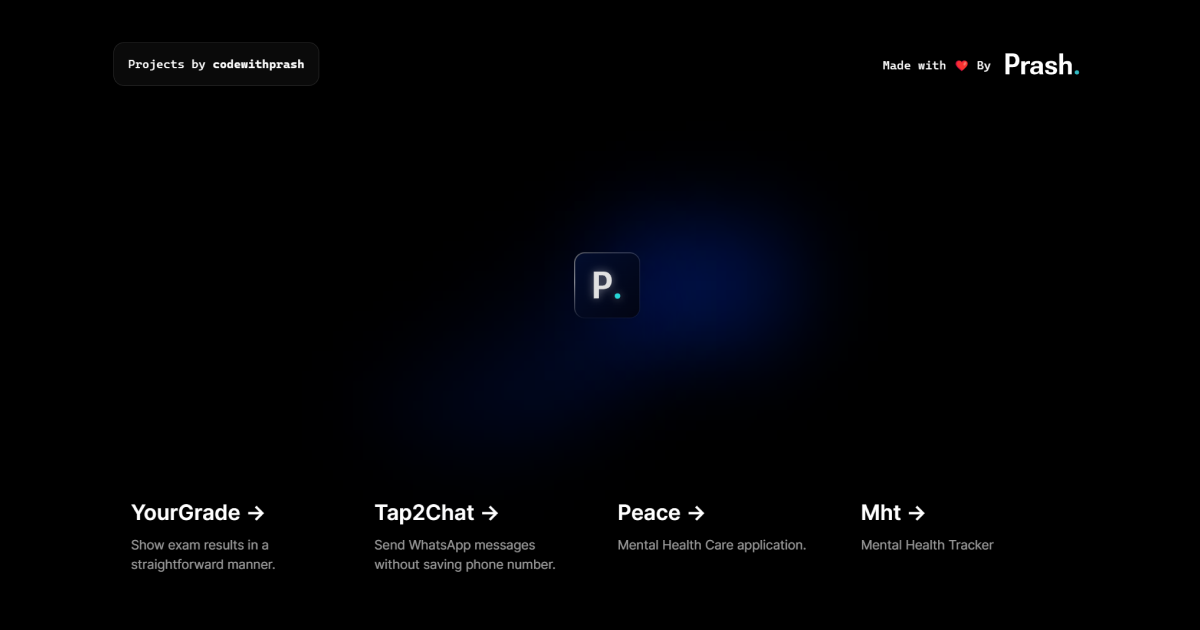 Projects by codewithprash
Made with ❤️ By Prash.
P.
YourGrade →
Show exam results in a
straightforward manner.
Tap2Chat →
Send WhatsApp messages
without saving phone number.
Peace →
Mental Health Care application.
Mht →
Mental Health Tracker